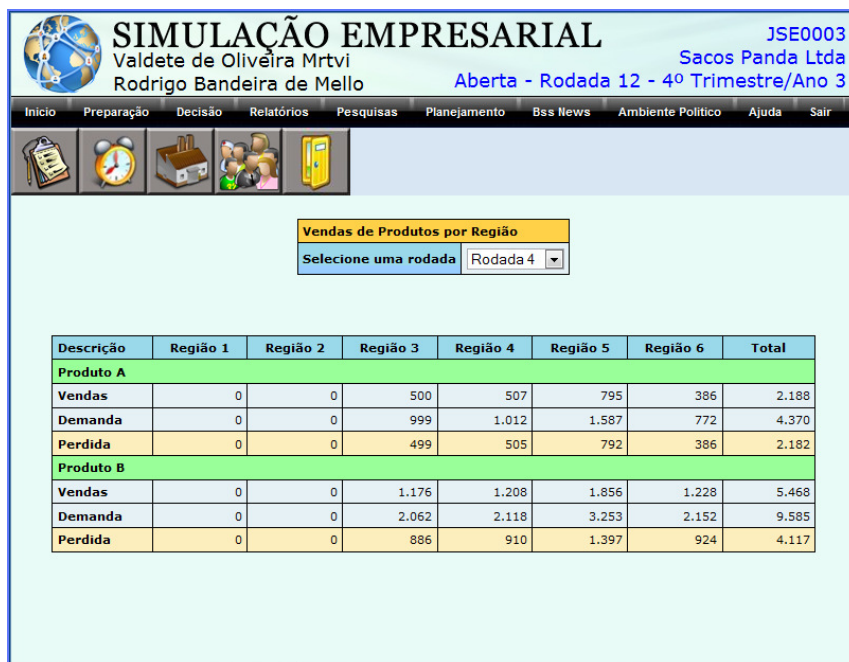 SIMULAÇÃO EMPRESARIAL
JSE0003
Valdete de Oliveira Mrtvi
Sacos Panda Ltda
Rodrigo Bandeira de Mello
Aberta - Rodada 12 - 4º Trimestre/Ano 3
Inicio Preparação Decisão Relatórios Pesquisas Planejamento Bss News Ambiente Politico Ajuda Sair
Vendas de Produtos por Região
Selecione uma rodada Rodada 4
Descrição Região 1 Região 2 Região 3 Região 4 Região 5 Região 6 Total
Produto A
Vendas 0 0 500 507 795 386 2.188
Demanda 0 0 999 1.012 1.587 772 4.370
Perdida 0 0 499 505 792 386 2.182
Produto B
Vendas 0 0 1.176 1.208 1.856 1.228 5.468
Demanda 0 0 2.062 2.118 3.253 2.152 9.585
Perdida 0 0 886 910 1.397 924 4.117